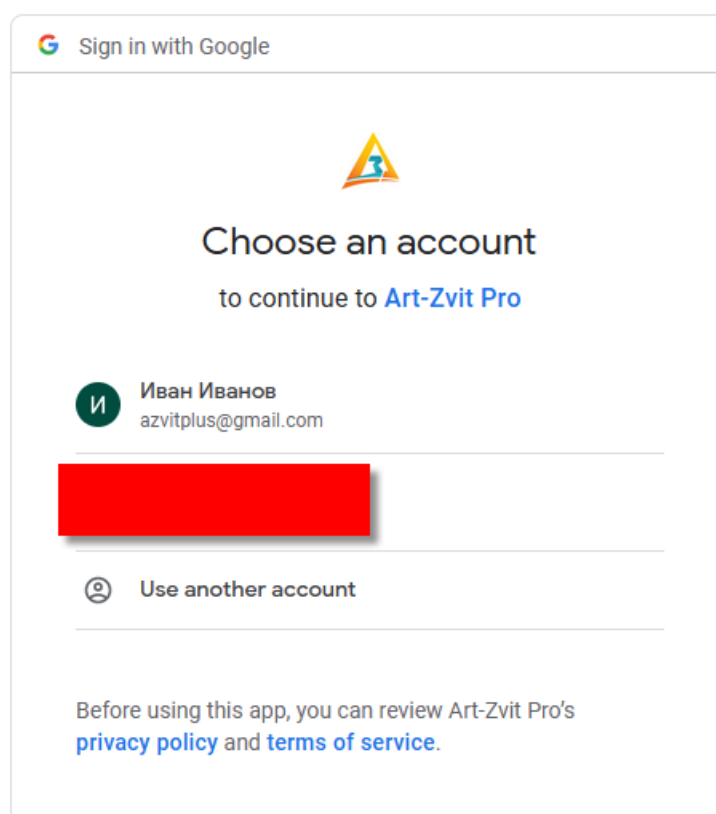 Sign in with Google
Choose an account
to continue to Art-Zvit Pro
И
Иван Иванов
azvitplus@gmail.com
Use another account
Before using this app, you can review Art-Zvit Pro's
privacy policy and terms of service.